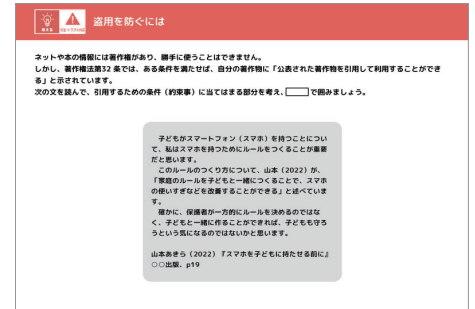 盗用を防ぐには
ネットや本の情報には著作権があり、勝手に使うことはできません。
しかし、著作権法第32条では、ある条件を満たせば、自分の著作物に「公表された著作物を引用して利用することができ
る」と示されています。
次の文を読んで、引用するための条件（約束事）に当てはまる部分を考え、で囲みましょう。
子どもがスマートフォン（スマホ）を持つことについ
て、私はスマホを持つためにルールをつくることが重要
だと思います。
このルールのつくり方について、山本（2022）が、
「家庭のルールを子どもと一緒につくることで、スマホ
の使いすぎなどを改善することができる」と述べていま
す。
確かに、保護者が一方的にルールを決めるのではな
く、子どもと一緒に作ることができれば、子どもも守ろ
うという気になるのではないかと思います。
山本あきら（2022）『スマホを子どもに持たせる前に』
○○出版、p19